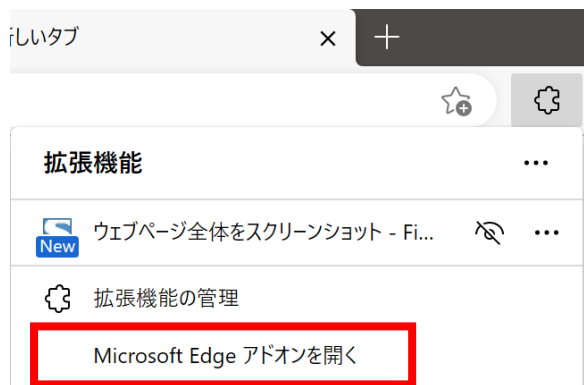 新しいタブ
拡張機能
New ウェブページ全体をスクリーンショット - Fi...
拡張機能の管理
Microsoft Edge アドオンを開く